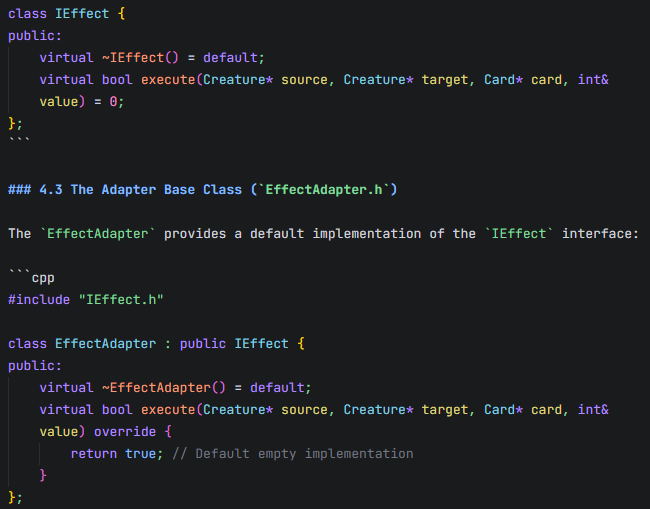 class IEffect {
public:
    virtual ~IEffect() = default;
    virtual bool execute(Creature* source, Creature* target, Card* card, int&
    value) = 0;
};
```
### 4.3 The Adapter Base Class (`EffectAdapter.h`)
The `EffectAdapter` provides a default implementation of the `IEffect` interface:
```cpp
#include "IEffect.h"
class EffectAdapter : public IEffect {
public:
    virtual ~EffectAdapter() = default;
    virtual bool execute(Creature* source, Creature* target, Card* card, int&
    value) override {
        return true; // Default empty implementation
    }
};